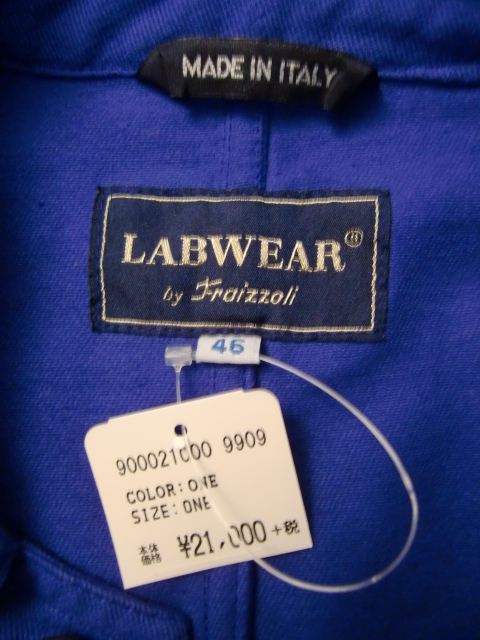 MADE IN ITALY
LABWEAR®
by Fraizzoli
46
900021000 9909
COLOR:ONE
SIZE:ONE
本体価格 ¥21,000+税